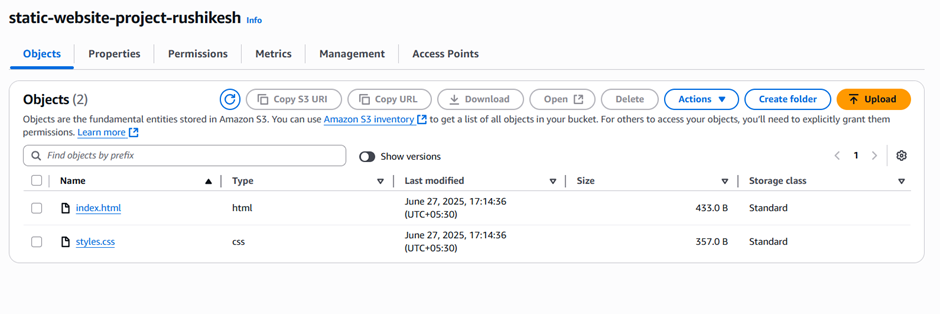 static-website-project-rushikesh Info
Objects Properties Permissions Metrics Management Access Points
Objects (2) Copy S3 URI Copy URL Download Open Delete Actions Create folder Upload
Objects are the fundamental entities stored in Amazon S3. You can use Amazon S3 inventory to get a list of all objects in your bucket. For others to access your objects, you'll need to explicitly grant them
permissions. Learn more
Find objects by prefix Show versions 1
Name Type Last modified Size Storage class
index.html html June 27, 2025, 17:14:36 (UTC+05:30) 433.0 B Standard
styles.css css June 27, 2025, 17:14:36 (UTC+05:30) 357.0 B Standard